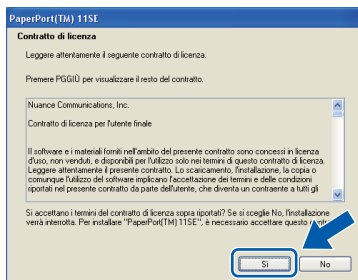 PaperPort(TM) 11SE
Contratto di licenza
Leggere attentamente il seguente contratto di licenza.
Premere PGGIÙ per visualizzare il resto del contratto.
Nuance Communications, Inc.
Contratto di licenza per l'utente finale
Il software e i materiali forniti nell'ambito del presente contratto sono concessi in licenza
d'uso, non venduti, e disponibili per l'utilizzo solo nei termini di questo contratto di licenza.
Leggere attentamente il presente contratto. Lo scaricamento, l'installazione, la copia o
comunque l'utilizzo del software implicano l'accettazione dei termini e delle condizioni
riportati nel presente contratto da parte dell'utente, che diventa un contraente a tutti gli
Si accettano i termini del contratto di licenza sopra riportati? Se si sceglie No, l'installazione
verrà interrotta. Per installare "PaperPort(TM) 11SE", è necessario accettare questo
Sì
No